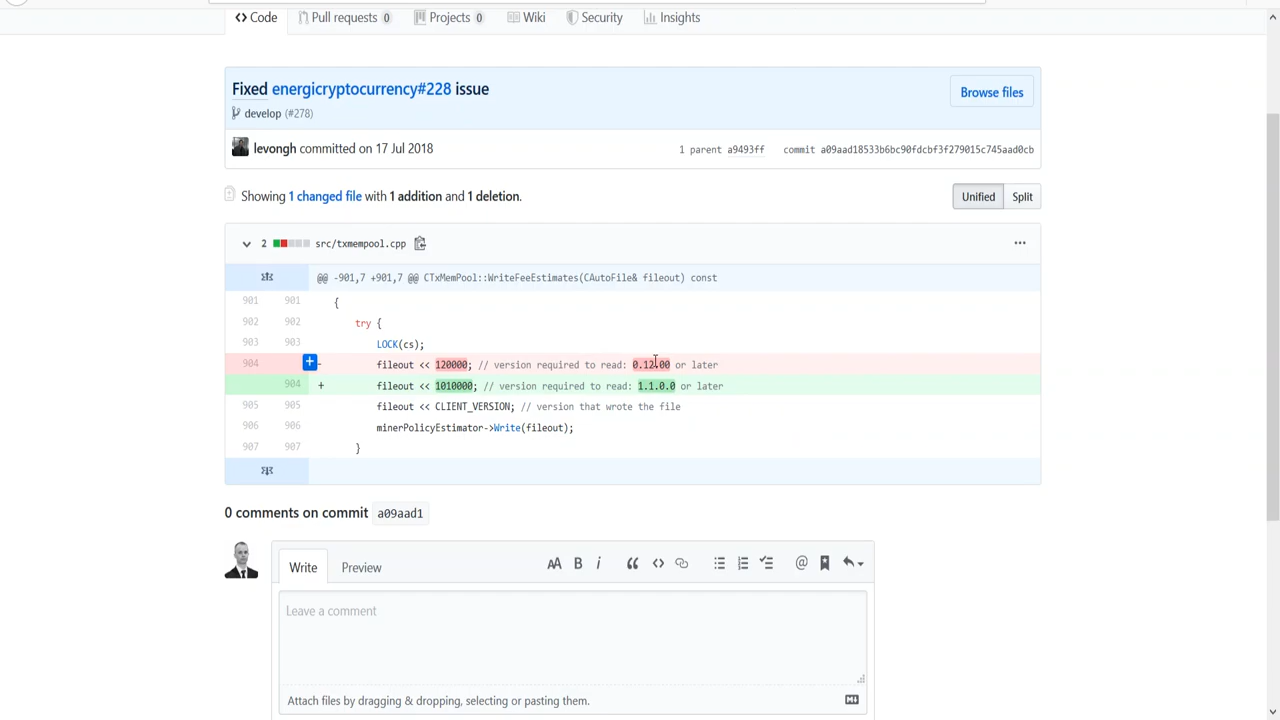 Code Pull requests 0 Projects 0 Wiki Security Insights
Fixed energicryptocurrency#228 issue
Browse files
develop (#278)
levongh committed on 17 Jul 2018 1 parent a9493ff commit a09aad18533b6bc90fdcbf3f279015c745aad0cb
Showing 1 changed file with 1 addition and 1 deletion. Unified Split
2 src/txmempool.cpp
@@ -901,7 +901,7 @@ CTxMemPool::WriteFeeEstimates(CAutoFile& fileout) const
901 901 {
902 902 try {
903 903 LOCK(cs);
904 - fileout << 120000; // version required to read: 0.12.00 or later
904 + fileout << 1010000; // version required to read: 1.1.0.0 or later
905 905 fileout << CLIENT_VERSION; // version that wrote the file
906 906 minerPolicyEstimator->Write(fileout);
907 907 }
0 comments on commit a09aad1
Write Preview
Leave a comment
Attach files by dragging & dropping, selecting or pasting them.